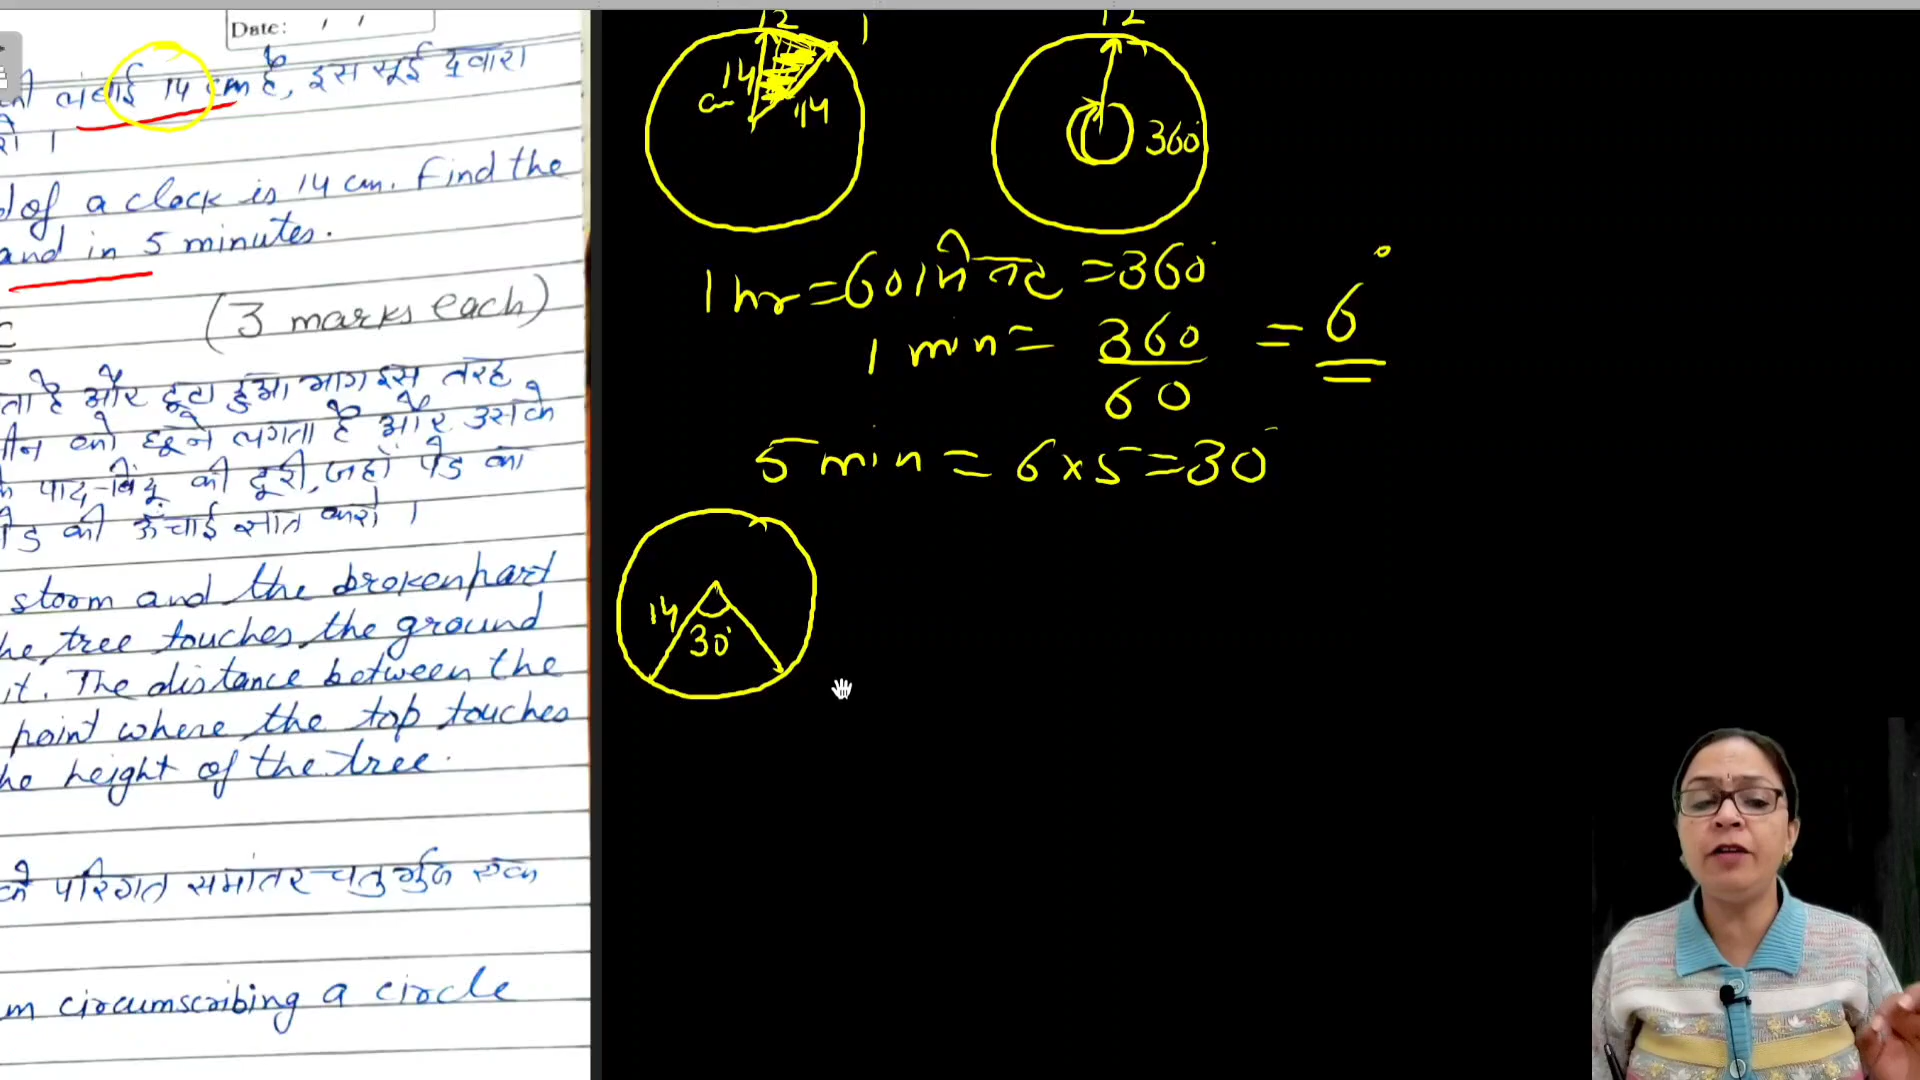 Date: / /
लंबाई 14 cm है, इस सूई द्वारा
of a clock is 14 cm. Find the
and in 5 minutes.
(3 marks each)
ता है और टूटा हुआ भाग इस तरह
को छूने लगता है और उसके
पाद-बिंदू की दूरी, जहाँ पेड का
की ऊँचाई ज्ञात करो ।
storm and the broken part
he tree touches the ground
it. The distance between the
point where the top touches
he height of the tree.
के परिगत समांतर चतुर्भुज एक
m circumscribing a circle
12 1
14
14
12
360°
1 hr = 60 मिनट = 360°
1 min = 360/60 = 6°
5 min = 6 x 5 = 30°
14
30°